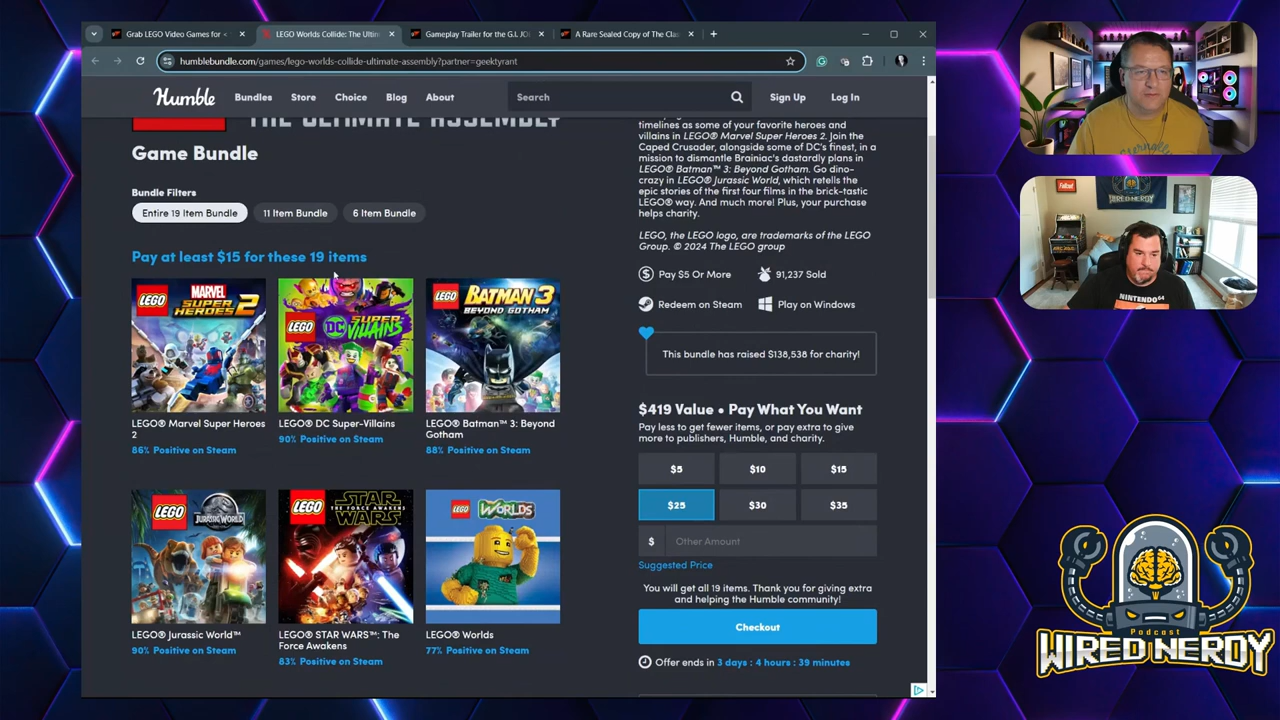 Grab LEGO Video Games for <
LEGO Worlds Collide: The Ultim
Gameplay Trailer for the G.I. JO
A Rare Sealed Copy of The Clas
humblebundle.com/games/lego-worlds-collide-ultimate-assembly?partner=geektyrant
Humble
Bundles
Store
Choice
Blog
About
Search
Sign Up
Log In
THE ULTIMATE ASSEMBLY
Game Bundle
Bundle Filters
Entire 19 Item Bundle
11 Item Bundle
6 Item Bundle
Pay at least $15 for these 19 items
LEGO MARVEL SUPER HEROES 2
LEGO DC SUPER-VILLAINS
LEGO BATMAN 3 BEYOND GOTHAM
LEGO® Marvel Super Heroes
2
86% Positive on Steam
LEGO® DC Super-Villains
90% Positive on Steam
LEGO® Batman™ 3: Beyond
Gotham
88% Positive on Steam
LEGO JURASSIC WORLD
LEGO STAR WARS THE FORCE AWAKENS
LEGO WORLDS
LEGO® Jurassic World™
90% Positive on Steam
LEGO® STAR WARS™: The
Force Awakens
83% Positive on Steam
LEGO® Worlds
77% Positive on Steam
timelines as some of your favorite heroes and
villains in LEGO® Marvel Super Heroes 2. Join the
Caped Crusader, alongside some of DC's finest, in a
mission to dismantle Brainiac's dastardly plans in
LEGO® Batman™ 3: Beyond Gotham. Go dino-
crazy in LEGO® Jurassic World, which retells the
epic stories of the first four films in the brick-tastic
LEGO® way. And much more! Plus, your purchase
helps charity.
LEGO, the LEGO logo, are trademarks of the LEGO
Group. © 2024 The LEGO group
Pay $5 Or More
91,237 Sold
Redeem on Steam
Play on Windows
This bundle has raised $138,538 for charity!
$419 Value • Pay What You Want
Pay less to get fewer items, or pay extra to give
more to publishers, Humble, and charity.
$5
$10
$15
$25
$30
$35
$
Other Amount
Suggested Price
You will get all 19 items. Thank you for giving extra
and helping the Humble community!
Checkout
Offer ends in 3 days : 4 hours : 39 minutes
Fallout
WIRED NERDY
NINTENDO 64
Podcast
WIRED NERDY